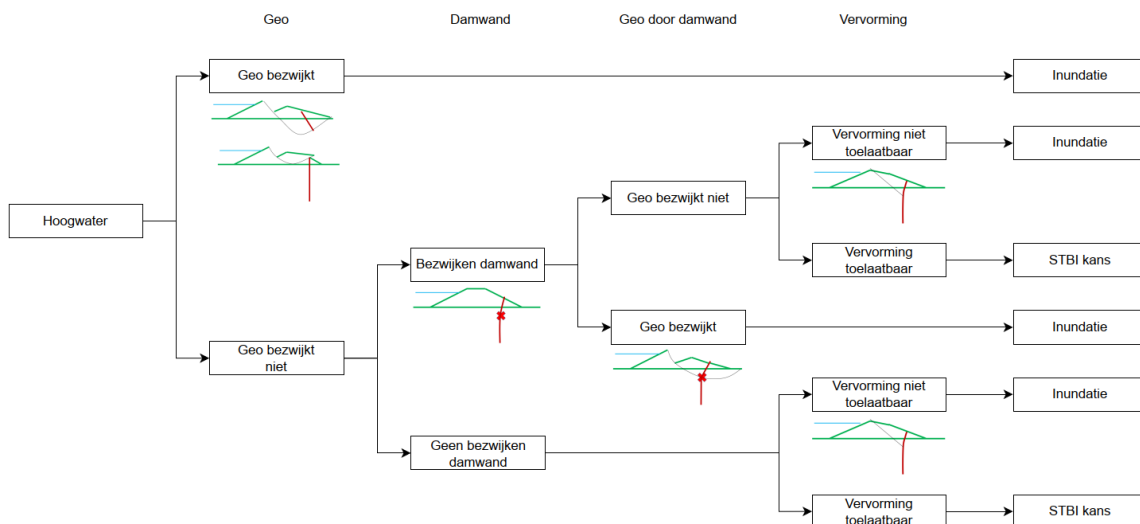 Geo
Damwand
Geo door damwand
Vervorming
Geo bezwijkt
Inundatie
Vervorming niet
toelaatbaar
Inundatie
Geo bezwijkt niet
Hoogwater
Bezwijken damwand
Vervorming
toelaatbaar
STBI kans
Geo bezwijkt
Inundatie
Geo bezwijkt
niet
Vervorming niet
toelaatbaar
Inundatie
Geen bezwijken
damwand
Vervorming
toelaatbaar
STBI kans